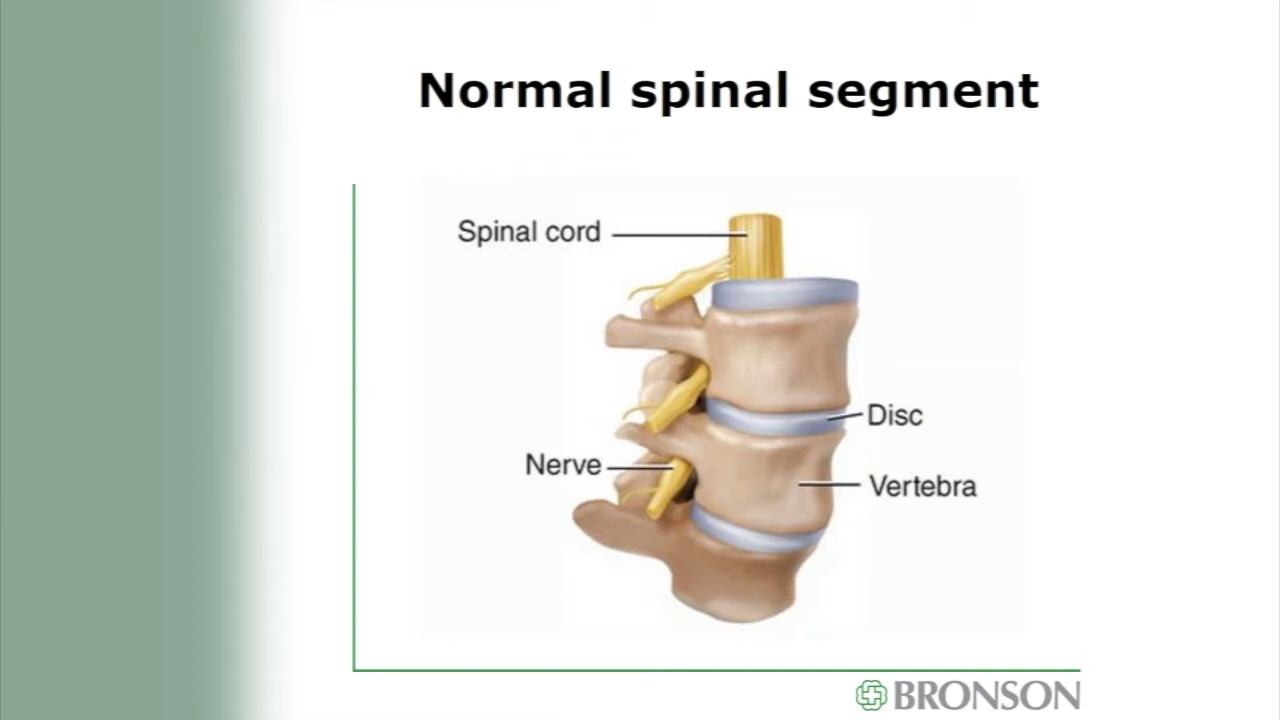 Normal spinal segment
Spinal cord
Disc
Nerve
Vertebra
BRONSON